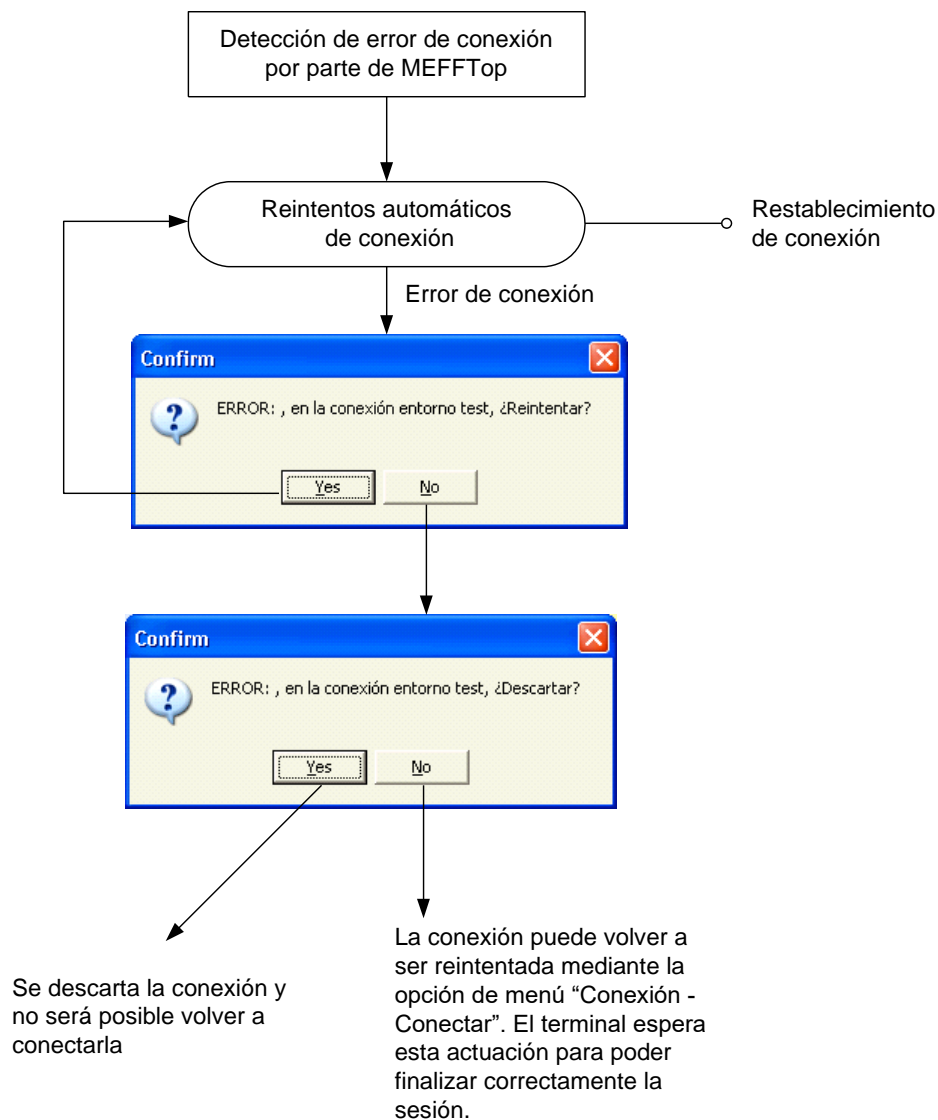 Detección de error de conexión
por parte de MEFFTop
Reintentos automáticos
de conexión
Restablecimiento
de conexión
Error de conexión
Confirm
ERROR: , en la conexión entorno test, ¿Reintentar?
Yes
No
Confirm
ERROR: , en la conexión entorno test, ¿Descartar?
Yes
No
Se descarta la conexión y
no será posible volver a
conectarla
La conexión puede volver a
ser reintentada mediante la
opción de menú “Conexión -
Conectar”. El terminal espera
esta actuación para poder
finalizar correctamente la
sesión.